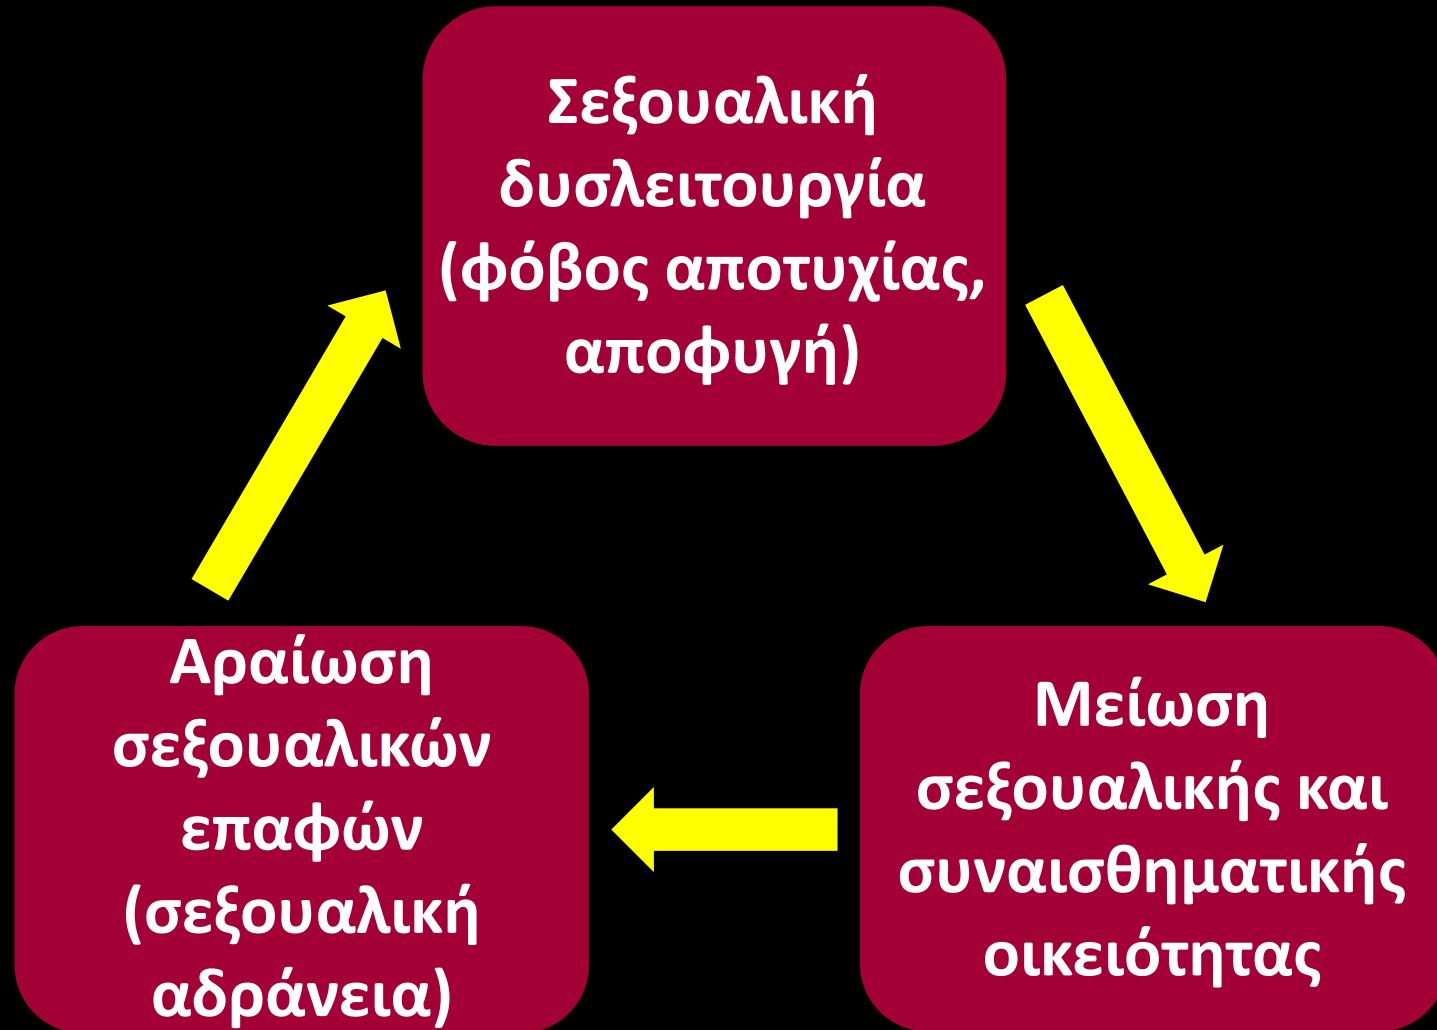 Σεξουαλική
δυσλειτουργία
(φόβος αποτυχίας,
αποφυγή)
Αραίωση
σεξουαλικών
επαφών
(σεξουαλική
αδράνεια)
Μείωση
σεξουαλικής και
συναισθηματικής
οικειότητας